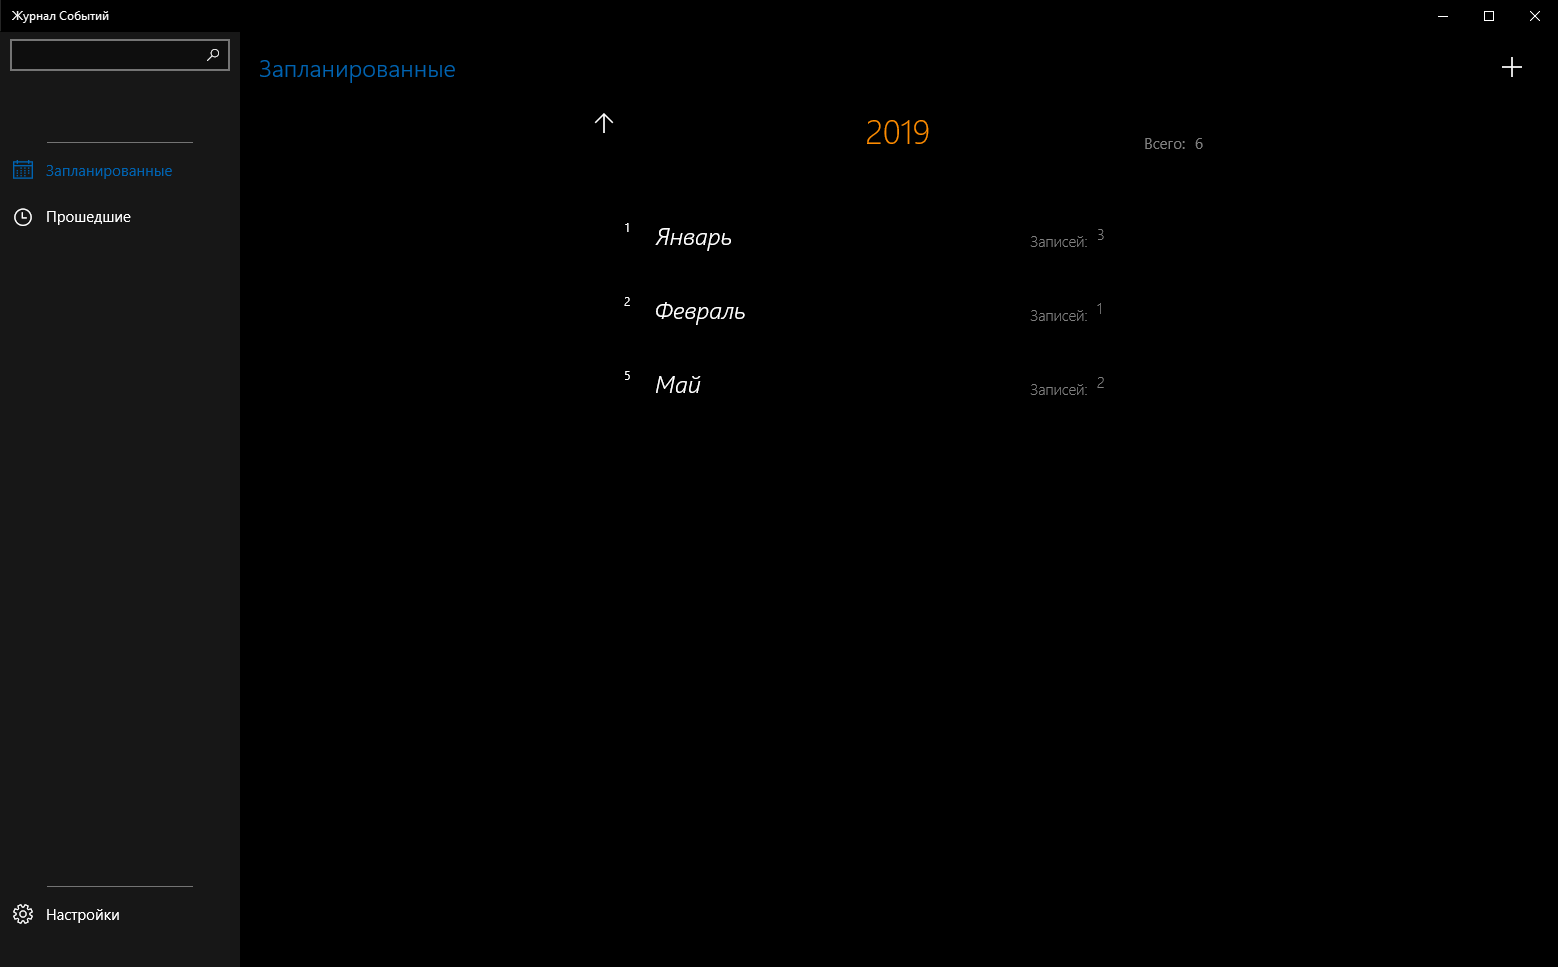 Журнал Событий
Запланированные
2019
Всего: 6
Запланированные
Прошедшие
1 Январь Записей: 3
2 Февраль Записей: 1
5 Май Записей: 2
Настройки